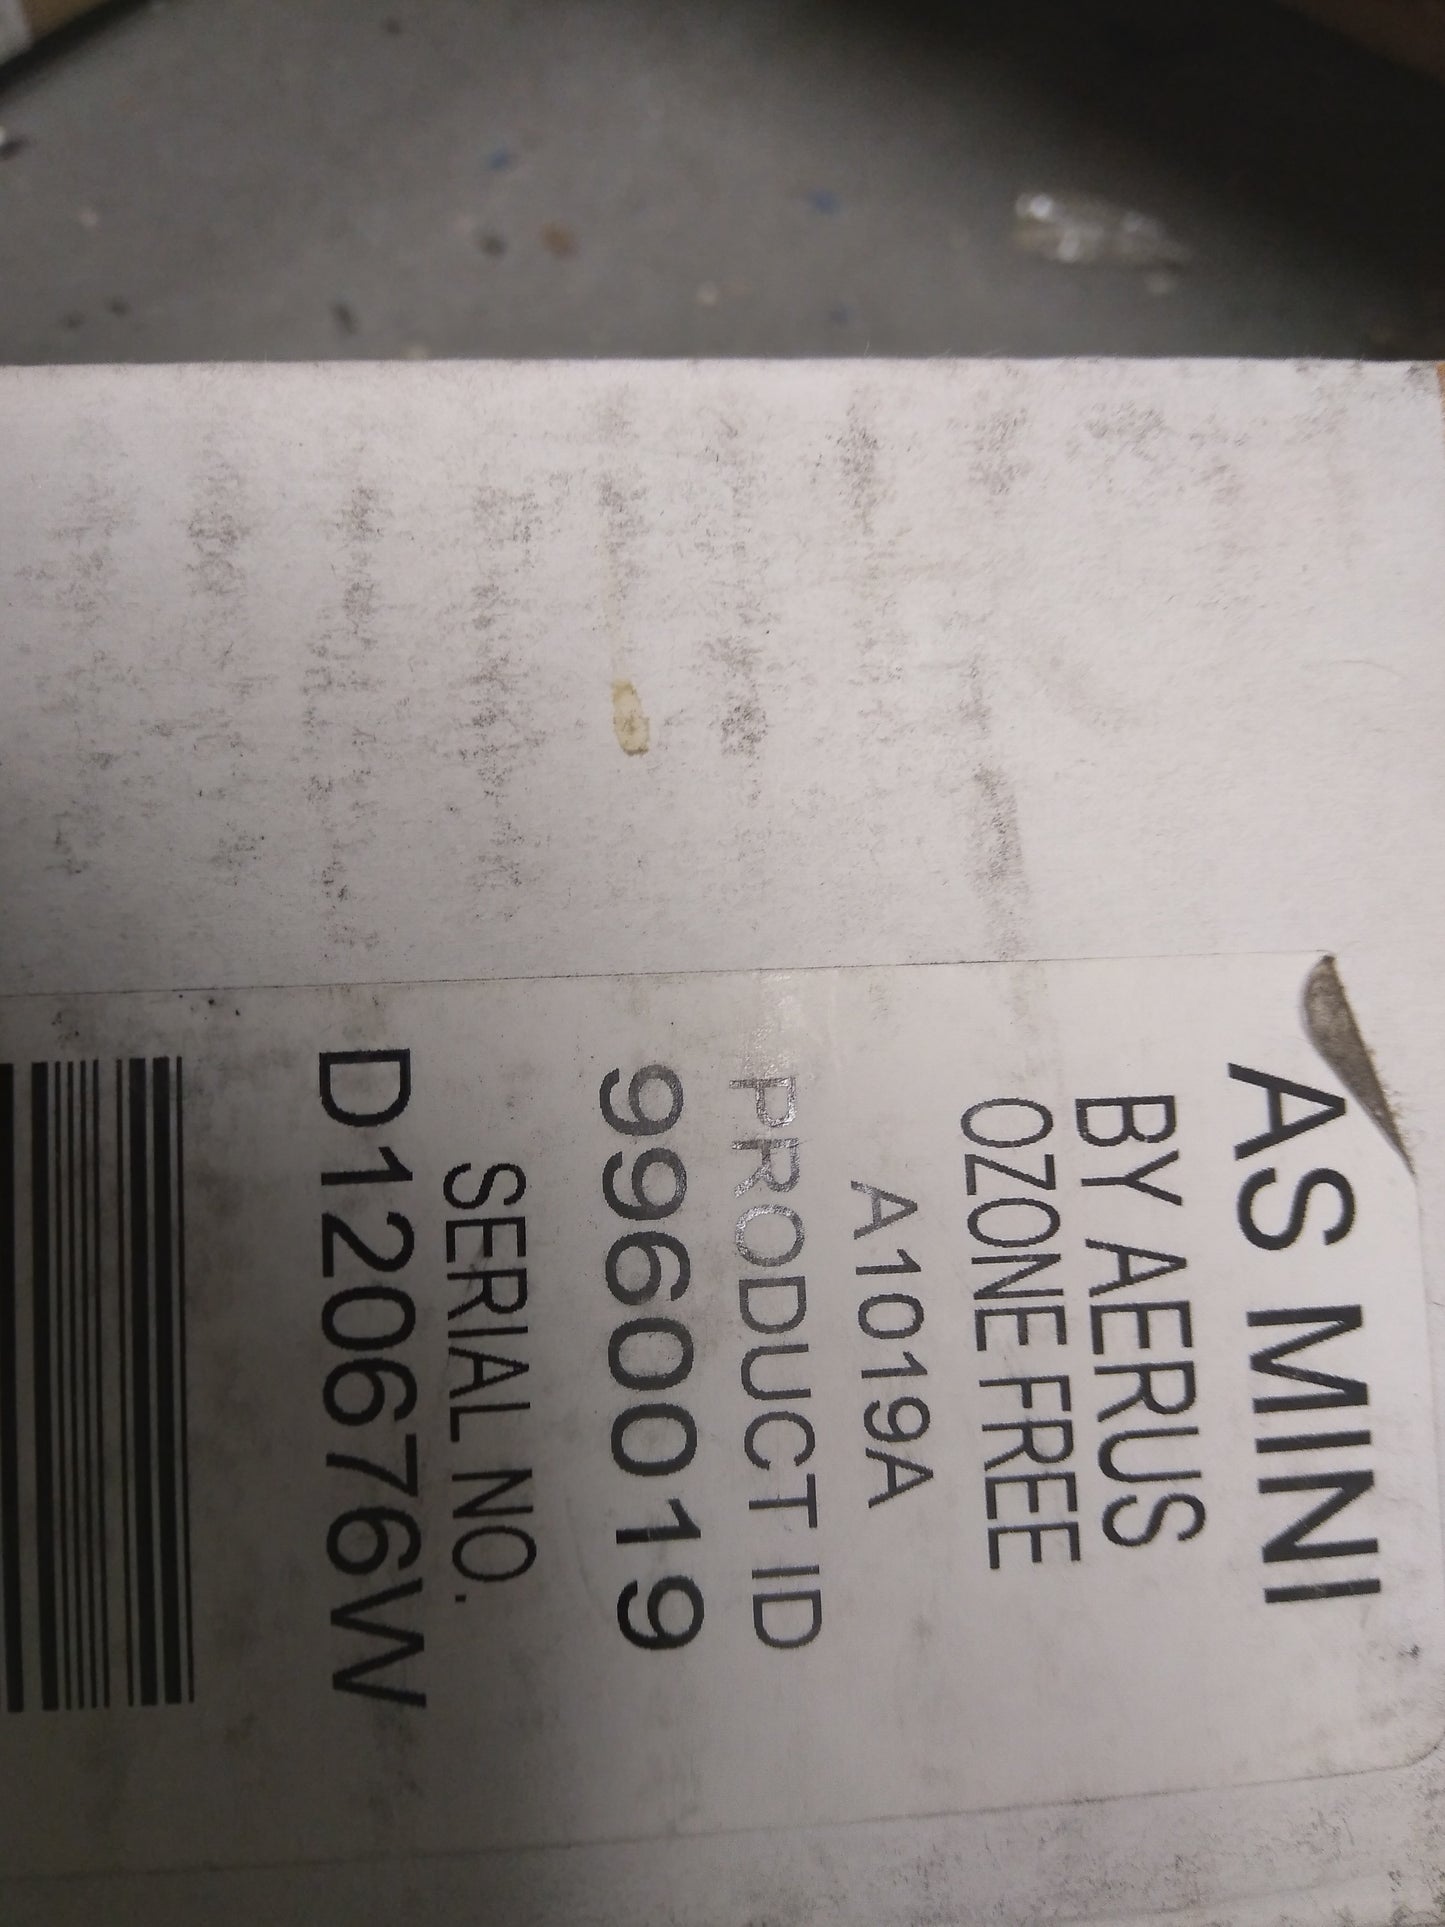 AS MINI
BY AERUS
OZONE FREE
A1019A
PRODUCT ID
9960019
SERIAL NO.
D120676W